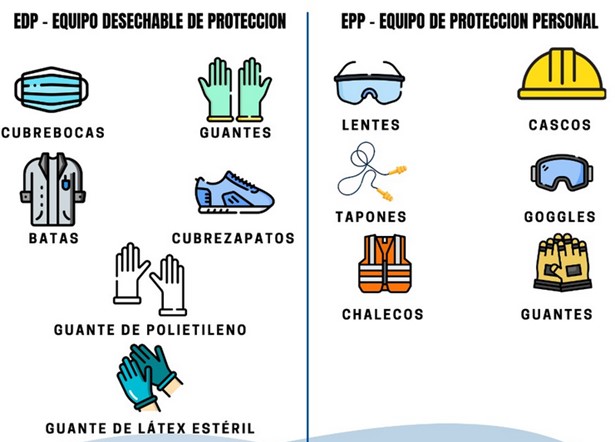 EDP - EQUIPO DESECHABLE DE PROTECCION
CUBREBOCAS
GUANTES
BATAS
CUBREZAPATOS
GUANTE DE POLIETILENO
GUANTE DE LÁTEX ESTÉRIL
EPP - EQUIPO DE PROTECCION PERSONAL
LENTES
CASCOS
TAPONES
GOGGLES
CHALECOS
GUANTES